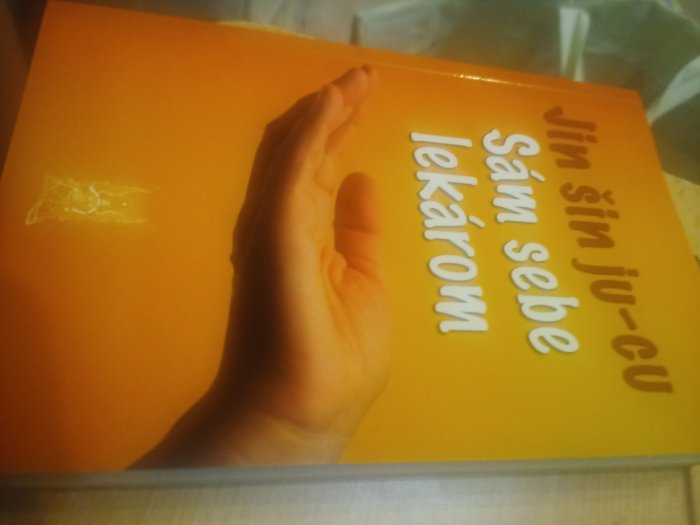 Jin šin ju-cu
Sám sebe
lekárom